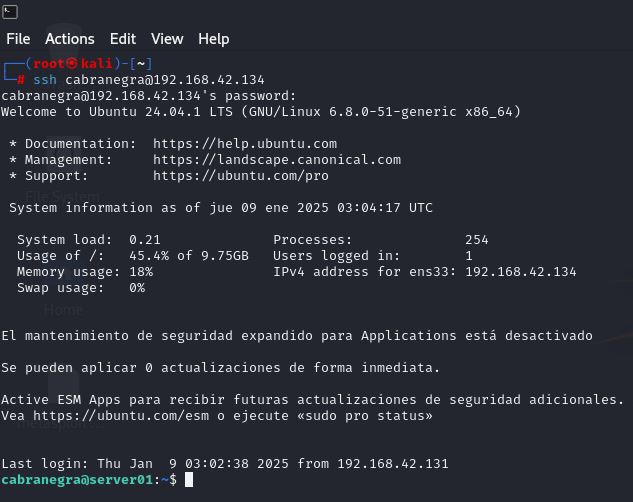 File Actions Edit View Help
┌──(root㉿kali)-[~]
└─# ssh cabranegra@192.168.42.134
cabranegra@192.168.42.134's password:
Welcome to Ubuntu 24.04.1 LTS (GNU/Linux 6.8.0-51-generic x86_64)
* Documentation: https://help.ubuntu.com
* Management: https://landscape.canonical.com
* Support: https://ubuntu.com/pro
File System
System information as of jue 09 ene 2025 03:04:17 UTC
System load: 0.21 Processes: 254
Usage of /: 45.4% of 9.75GB Users logged in: 1
Memory usage: 18% IPv4 address for ens33: 192.168.42.134
Swap usage: 0%
Home
El mantenimiento de seguridad expandido para Applications está desactivado
Se pueden aplicar 0 actualizaciones de forma inmediata.
Active ESM Apps para recibir futuras actualizaciones de seguridad adicionales.
Vea https://ubuntu.com/esm o ejecute «sudo pro status»
Last login: Thu Jan 9 03:02:38 2025 from 192.168.42.131
cabranegra@server01:~$